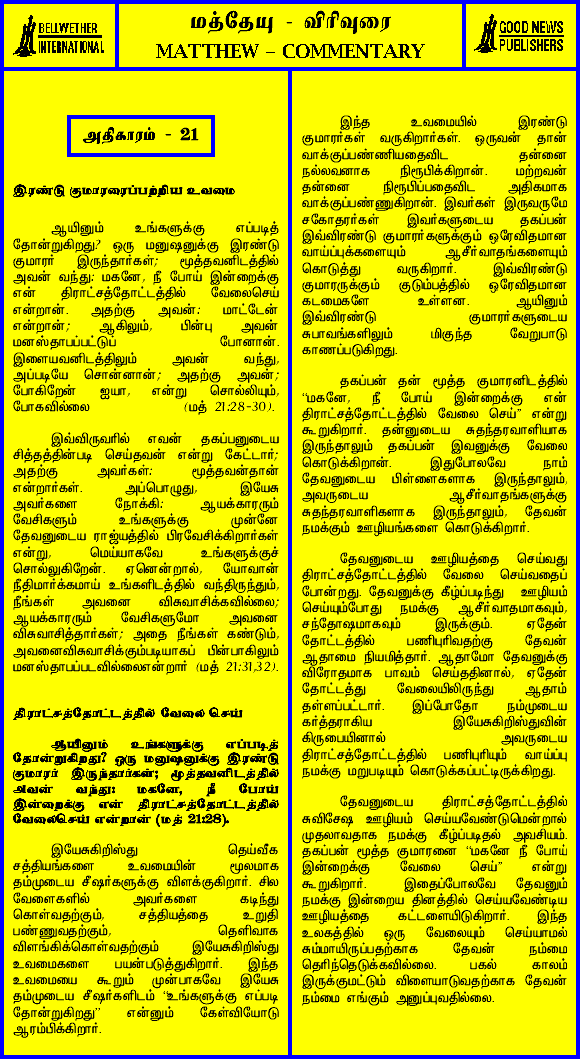 BELLWETHER
INTERNATIONAL
மத்தேயு - விரிவுரை
MATTHEW – COMMENTARY
GOOD NEWS
PUBLISHERS
அதிகாரம் - 21
இரண்டு குமாரரைப்பற்றிய உவமை
ஆயினும் உங்களுக்கு எப்படித்
தோன்றுகிறது? ஒரு மனுஷனுக்கு இரண்டு
குமாரர் இருந்தார்கள்; மூத்தவனிடத்தில்
அவன் வந்து: மகனே, நீ போய் இன்றைக்கு
என் திராட்சத்தோட்டத்தில் வேலைசெய்
என்றான். அதற்கு அவன்: மாட்டேன்
என்றான்; ஆகிலும், பின்பு அவன்
மனஸ்தாபப்பட்டுப் போனான்.
இளையவனிடத்திலும் அவன் வந்து,
அப்படியே சொன்னான்; அதற்கு அவன்;
போகிறேன் ஐயா, என்று சொல்லியும்,
போகவில்லை (மத் 21:28-30).
இவ்விருவரில் எவன் தகப்பனுடைய
சித்தத்தின்படி செய்தவன் என்று கேட்டார்;
அதற்கு அவர்கள்: மூத்தவன்தான்
என்றார்கள். அப்பொழுது, இயேசு
அவர்களை நோக்கி: ஆயக்காரரும்
வேசிகளும் உங்களுக்கு முன்னே
தேவனுடைய ராஜ்யத்தில் பிரவேசிக்கிறார்கள்
என்று, மெய்யாகவே உங்களுக்குச்
சொல்லுகிறேன். ஏனென்றால், யோவான்
நீதிமார்க்கமாய் உங்களிடத்தில் வந்திருந்தும்,
நீங்கள் அவனை விசுவாசிக்கவில்லை;
ஆயக்காரரும் வேசிகளுமோ அவனை
விசுவாசித்தார்கள்; அதை நீங்கள் கண்டும்,
அவனைவிசுவாசிக்கும்படியாகப் பின்பாகிலும்
மனஸ்தாபப்படவில்லைஎன்றார் (மத் 21:31,32).
திராட்சத்தோட்டத்தில் வேலை செய்
ஆயினும் உங்களுக்கு எப்படித்
தோன்றுகிறது? ஒரு மனுஷனுக்கு இரண்டு
குமாரர் இருந்தார்கள்; மூத்தவனிடத்தில்
அவன் வந்து: மகனே, நீ போய்
இன்றைக்கு என் திராட்சத்தோட்டத்தில்
வேலைசெய் என்றான் (மத் 21:28).
இயேசுகிறிஸ்து தெய்வீக
சத்தியங்களை உவமையின் மூலமாக
தம்முடைய சீஷர்களுக்கு விளக்குகிறார். சில
வேளைகளில் அவர்களை கடிந்து
கொள்வதற்கும், சத்தியத்தை உறுதி
பண்ணுவதற்கும், தெளிவாக
விளங்கிக்கொள்வதற்கும் இயேசுகிறிஸ்து
உவமைகளை பயன்படுத்துகிறார். இந்த
உவமையை கூறும் முன்பாகவே இயேசு
தம்முடைய சீஷர்களிடம் "உங்களுக்கு எப்படி
தோன்றுகிறது" என்னும் கேள்வியோடு
ஆரம்பிக்கிறார்.
இந்த உவமையில் இரண்டு
குமாரர்கள் வருகிறார்கள். ஒருவன் தான்
வாக்குப்பண்ணியதைவிட தன்னை
நல்லவனாக நிரூபிக்கிறான். மற்றவன்
தன்னை நிரூபிப்பதைவிட அதிகமாக
வாக்குப்பண்ணுகிறான். இவர்கள் இருவருமே
சகோதரர்கள் இவர்களுடைய தகப்பன்
இவ்விரண்டு குமாரர்களுக்கும் ஒரேவிதமான
வாய்ப்புக்களையும் ஆசீர்வாதங்களையும்
கொடுத்து வருகிறார். இவ்விரண்டு
குமாரருக்கும் குடும்பத்தில் ஒரேவிதமான
கடமைகளே உள்ளன. ஆயினும்
இவ்விரண்டு குமாரர்களுடைய
சுபாவங்களிலும் மிகுந்த வேறுபாடு
காணப்படுகிறது.
தகப்பன் தன் மூத்த குமாரனிடத்தில்
"மகனே, நீ போய் இன்றைக்கு என்
திராட்சத்தோட்டத்தில் வேலை செய்" என்று
கூறுகிறார். தன்னுடைய சுதந்தரவாளியாக
இருந்தாலும் தகப்பன் இவனுக்கு வேலை
கொடுக்கிறான். இதுபோலவே நாம்
தேவனுடைய பிள்ளைகளாக இருந்தாலும்,
அவருடைய ஆசீர்வாதங்களுக்கு
சுதந்தரவாளிகளாக இருந்தாலும், தேவன்
நமக்கும் ஊழியங்களை கொடுக்கிறார்.
தேவனுடைய ஊழியத்தை செய்வது
திராட்சத்தோட்டத்தில் வேலை செய்வதைப்
போன்றது. தேவனுக்கு கீழ்ப்படிந்து ஊழியம்
செய்யும்போது நமக்கு ஆசீர்வாதமாகவும்,
சந்தோஷமாகவும் இருக்கும். ஏதேன்
தோட்டத்தில் பணிபுரிவதற்கு தேவன்
ஆதாமை நியமித்தார். ஆதாமோ தேவனுக்கு
விரோதமாக பாவம் செய்ததினால், ஏதேன்
தோட்டத்து வேலையிலிருந்து ஆதாம்
தள்ளப்பட்டார். இப்போதோ நம்முடைய
கர்த்தராகிய இயேசுகிறிஸ்துவின்
கிருபையினால் அவருடைய
திராட்சத்தோட்டத்தில் பணிபுரியும் வாய்ப்பு
நமக்கு மறுபடியும் கொடுக்கப்பட்டிருக்கிறது.
தேவனுடைய திராட்சத்தோட்டத்தில்
சுவிசேஷ ஊழியம் செய்யவேண்டுமென்றால்
முதலாவதாக நமக்கு கீழ்படிதல் அவசியம்.
தகப்பன் மூத்த குமாரனை "மகனே நீ போய்
இன்றைக்கு வேலை செய்" என்று
கூறுகிறார். இதைப்போலவே தேவனும்
நமக்கு இன்றைய தினத்தில் செய்யவேண்டிய
ஊழியத்தை கட்டளையிடுகிறார். இந்த
உலகத்தில் ஒரு வேலையும் செய்யாமல்
சும்மாயிருப்பதற்காக தேவன் நம்மை
தெரிந்தெடுக்கவில்லை. பகல் காலம்
இருக்குமட்டும் விளையாடுவதற்காக தேவன்
நம்மை எங்கும் அனுப்புவதில்லை.